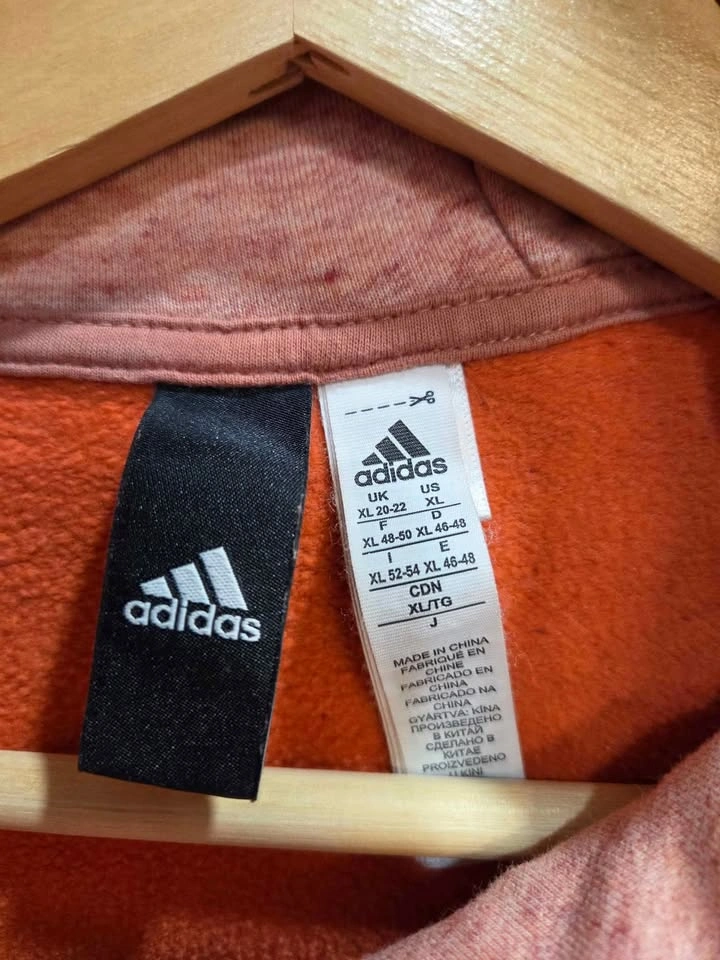 adidas
adidas
UK US
XL 20-22 XL
F D
XL 48-50 XL 46-48
I E
XL 52-54 XL 46-48
CDN
XL/TG
J
MADE IN CHINA
FABRIQUÉ EN
CHINE
FABRICADO EN
CHINA
FABRICADO NA
CHINA
GYÁRTVA: KÍNA
ПРОИЗВЕДЕНО
В КИТАЙ
СДЕЛАНО В
КИТАЕ
PROIZVEDENO
U KINI